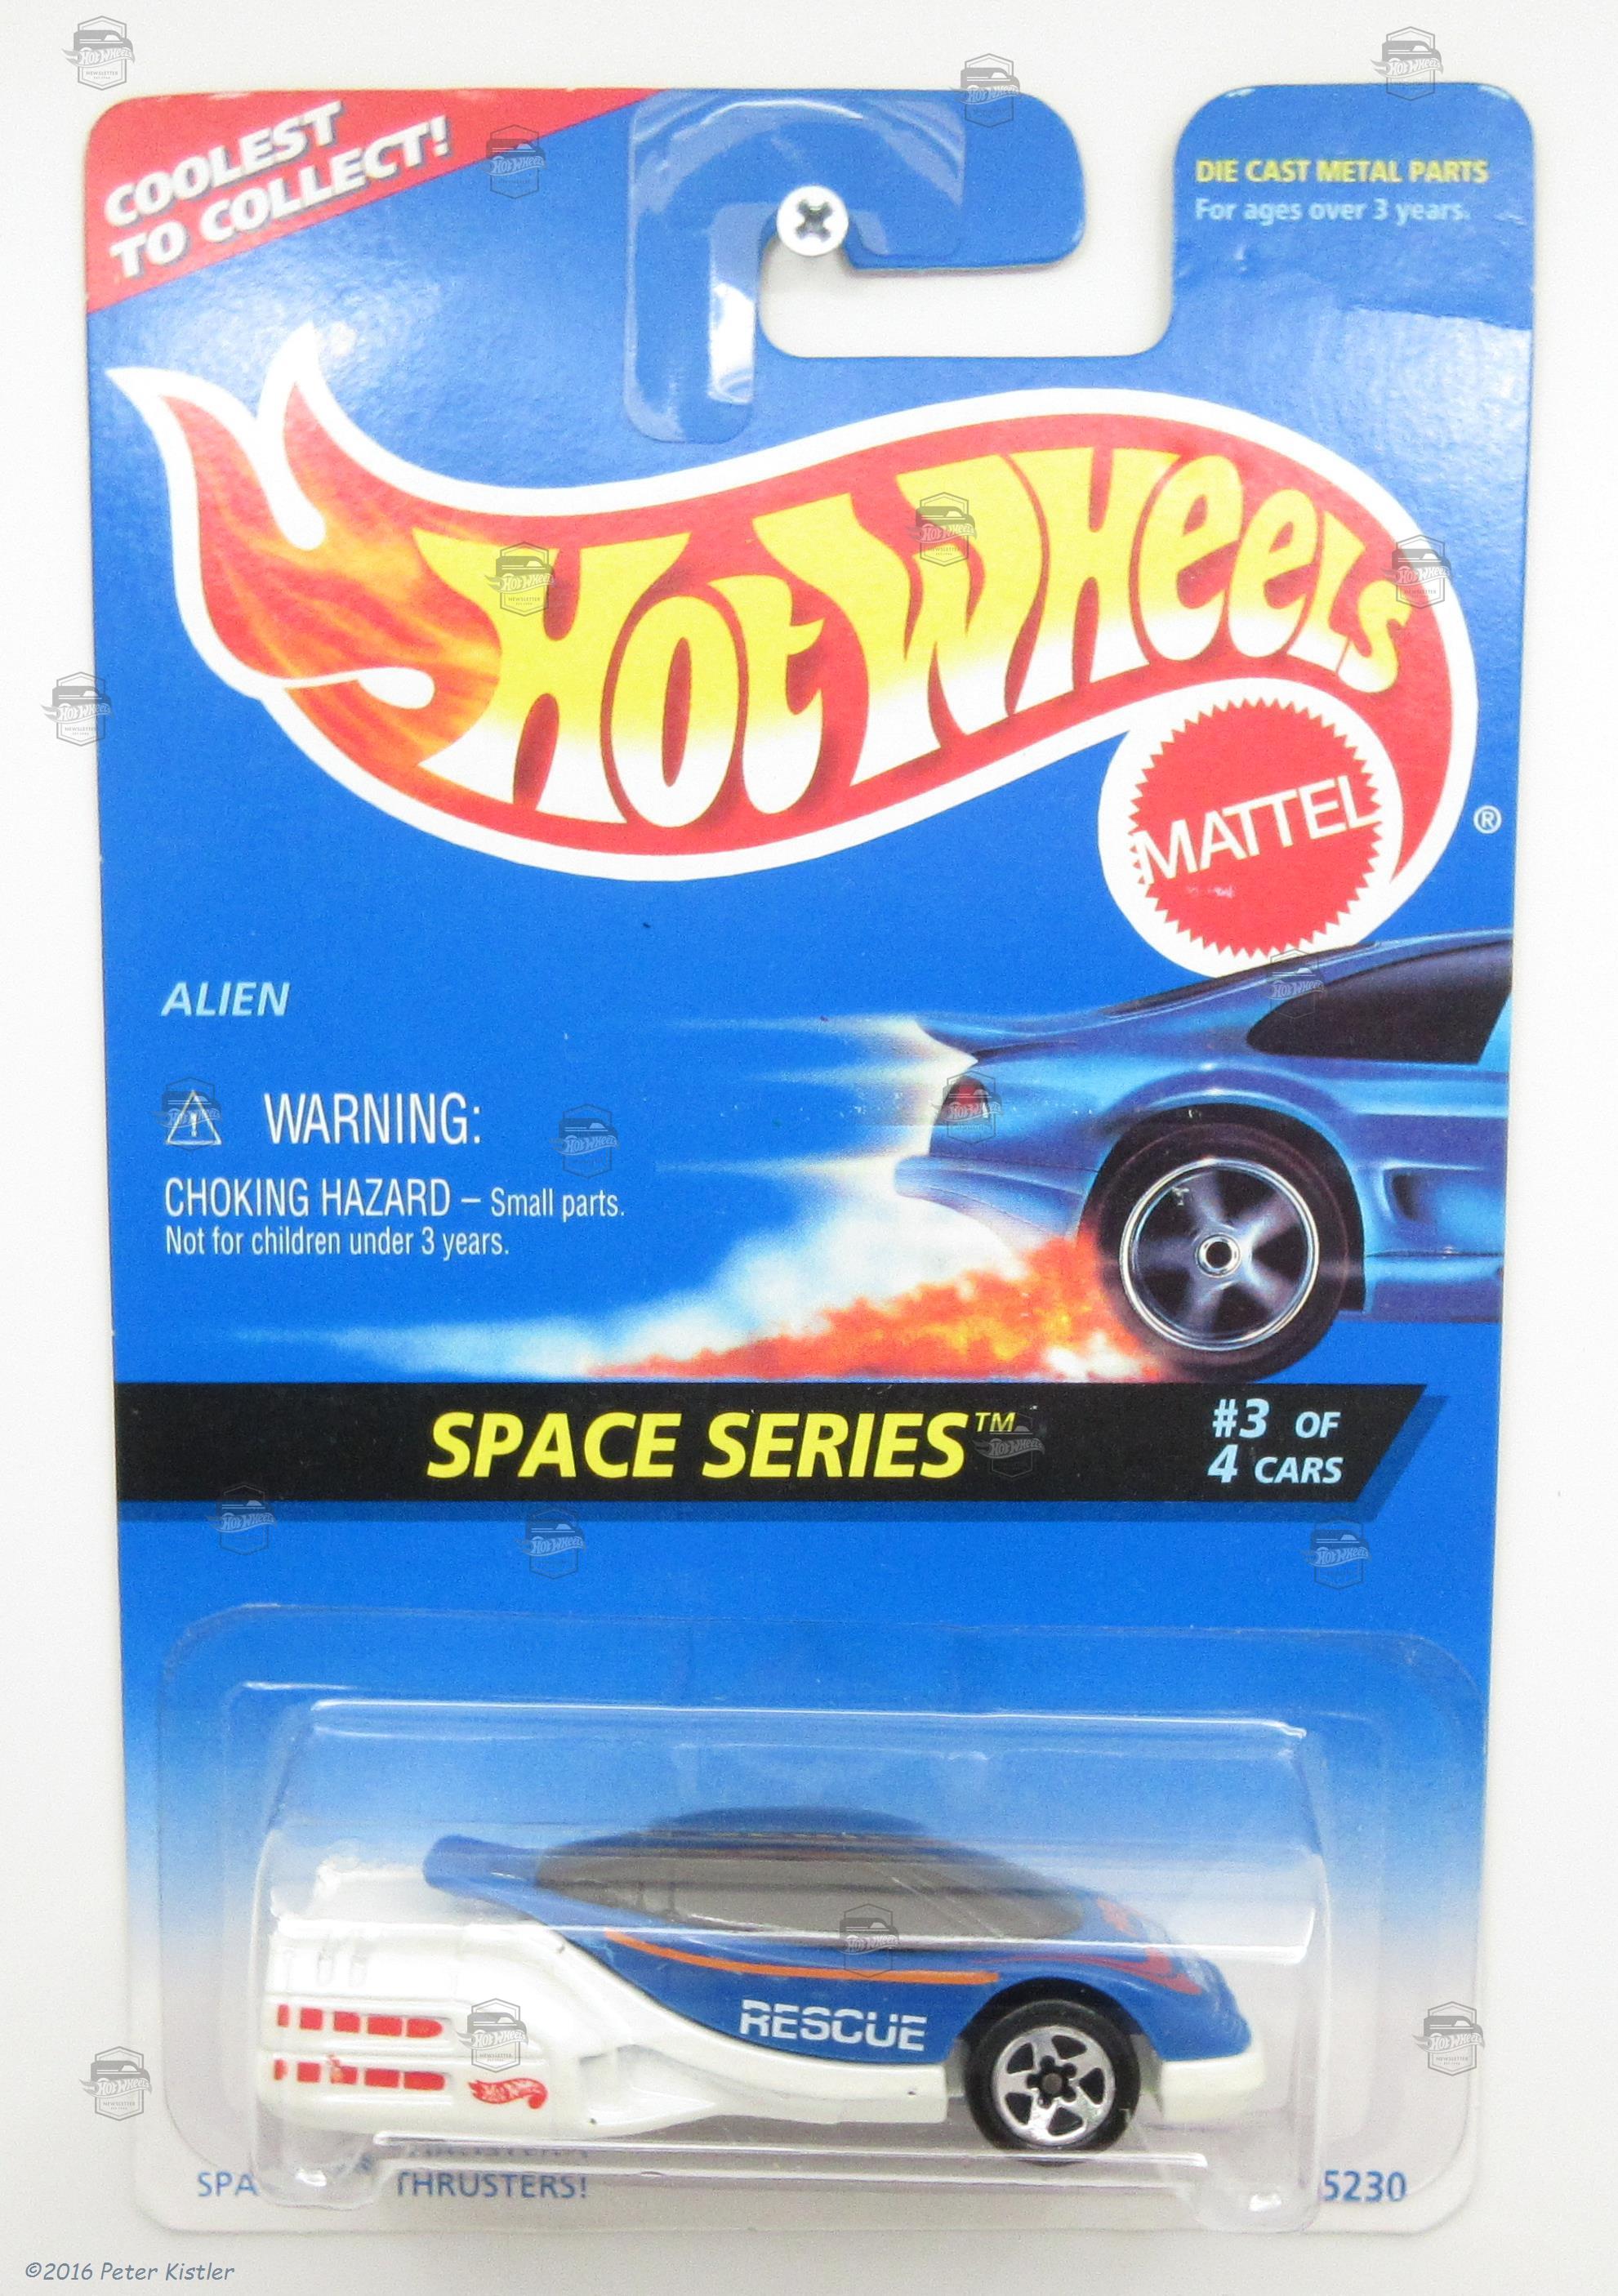 COOLEST
TO COLLECT!
DIE CAST METAL PARTS
For ages over 3 years.
HOT WHEELS
MATTEL
®
ALIEN
WARNING:
CHOKING HAZARD – Small parts.
Not for children under 3 years.
SPACE SERIES™
#3 OF
4 CARS
RESCUE
HOT WHEELS
THRUSTERS!
5230
©2016 Peter Kistler